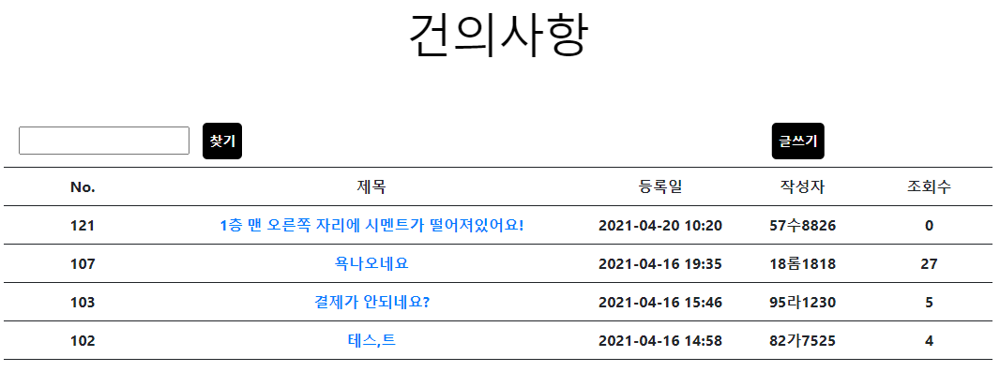 건의사항
찾기 글쓰기
No. 제목 등록일 작성자 조회수
121 1층 맨 오른쪽 자리에 시멘트가 떨어져있어요! 2021-04-20 10:20 57수8826 0
107 욕나오네요 2021-04-16 19:35 18롬1818 27
103 결제가 안되네요? 2021-04-16 15:46 95라1230 5
102 테스,트 2021-04-16 14:58 82가7525 4